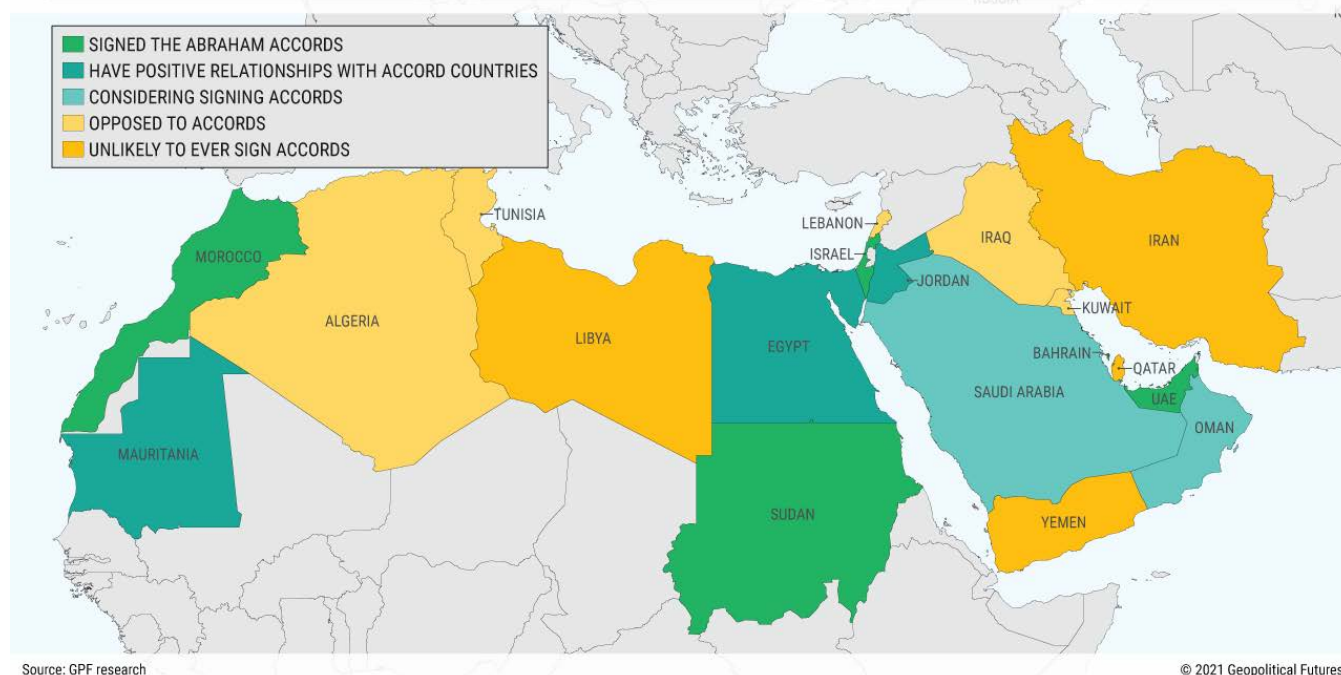 SIGNED THE ABRAHAM ACCORDS
HAVE POSITIVE RELATIONSHIPS WITH ACCORD COUNTRIES
CONSIDERING SIGNING ACCORDS
OPPOSED TO ACCORDS
UNLIKELY TO EVER SIGN ACCORDS
TUNISIA
LEBANON
IRAQ
IRAN
MOROCCO
ISRAEL
JORDAN
KUWAIT
ALGERIA
LIBYA
EGYPT
BAHRAIN
QATAR
SAUDI ARABIA
UAE
OMAN
MAURITANIA
SUDAN
YEMEN
Source: GPF research
© 2021 Geopolitical Futures